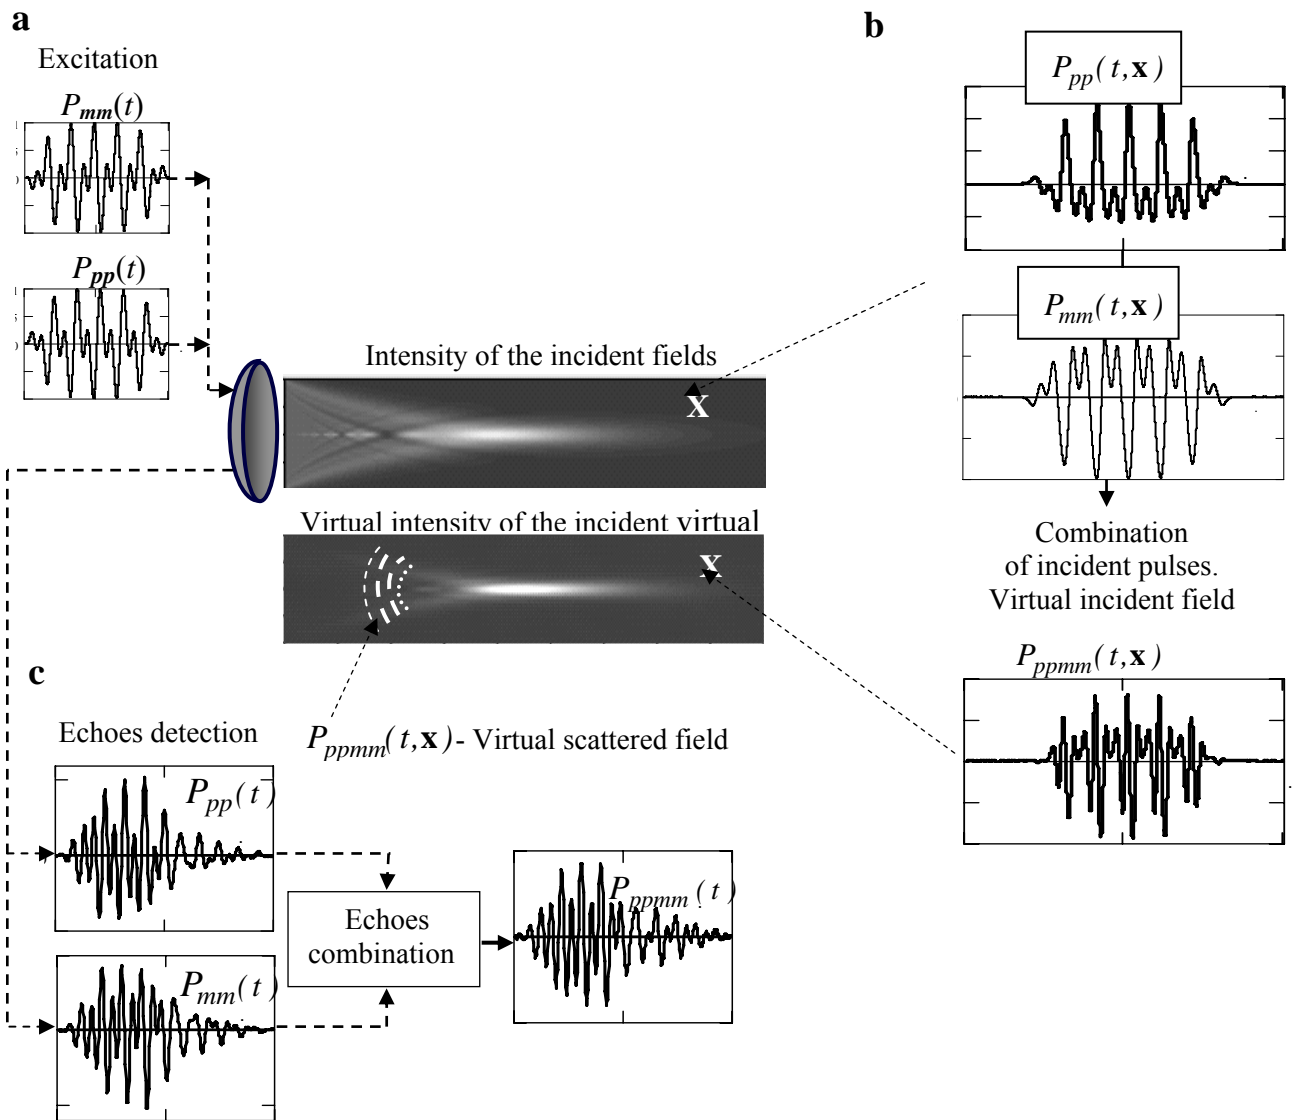 a
Excitation
P_mm(t)
P_pp(t)
Intensity of the incident fields
X
Virtual intensity of the incident virtual
X
P_ppmm(t,x)- Virtual scattered field
b
P_pp(t,x)
P_mm(t,x)
Combination
of incident pulses.
Virtual incident field
P_ppmm(t,x)
c
Echoes detection
P_pp(t)
P_mm(t)
Echoes
combination
P_ppmm(t)